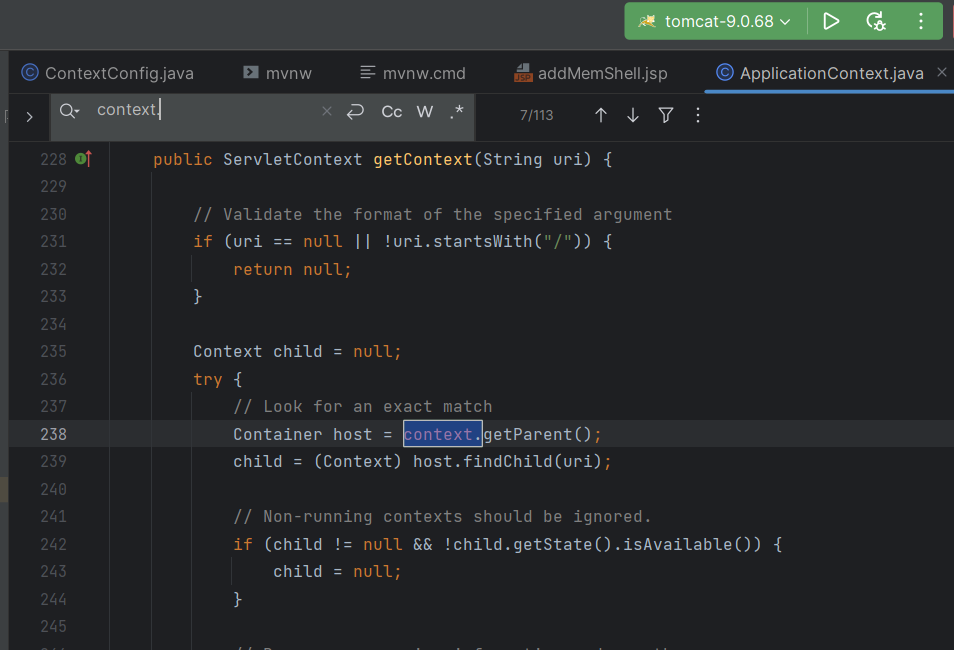 tomcat-9.0.68
ContextConfig.java mvnw mvnw.cmd addMemShell.jsp ApplicationContext.java
context. Cc W .* 7/113
228 public ServletContext getContext(String uri) {
229
230 // Validate the format of the specified argument
231 if (uri == null || !uri.startsWith("/")) {
232 return null;
233 }
234
235 Context child = null;
236 try {
237 // Look for an exact match
238 Container host = context.getParent();
239 child = (Context) host.findChild(uri);
240
241 // Non-running contexts should be ignored.
242 if (child != null && !child.getState().isAvailable()) {
243 child = null;
244 }
245